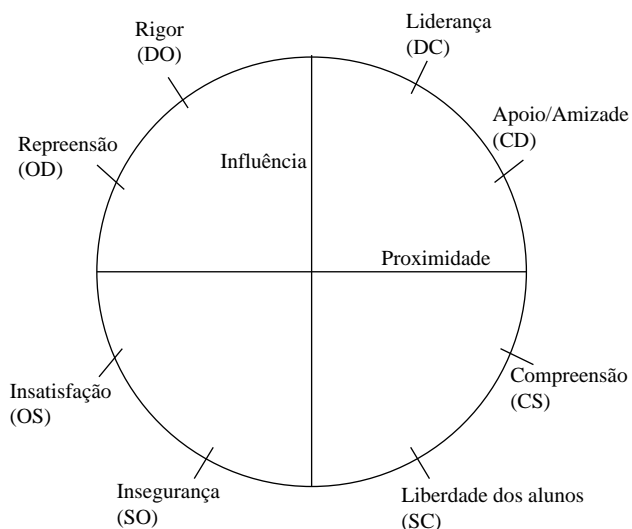 Rigor
(DO)
Liderança
(DC)
Apoio/Amizade
(CD)
Repreensão
(OD)
Influência
Proximidade
Insatisfação
(OS)
Compreensão
(CS)
Insegurança
(SO)
Liberdade dos alunos
(SC)